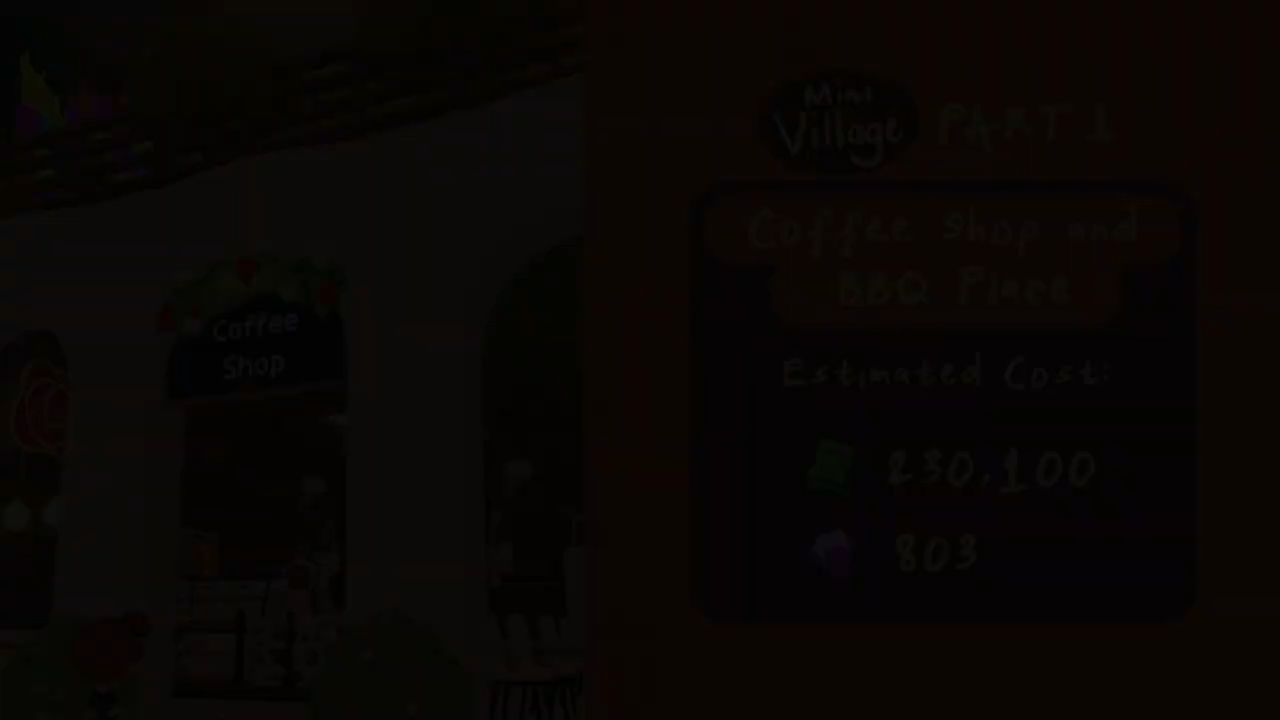 Coffee
Shop
Mini
Village
PART 1
Coffee Shop and
BBQ Place
Estimated Cost:
230,100
803